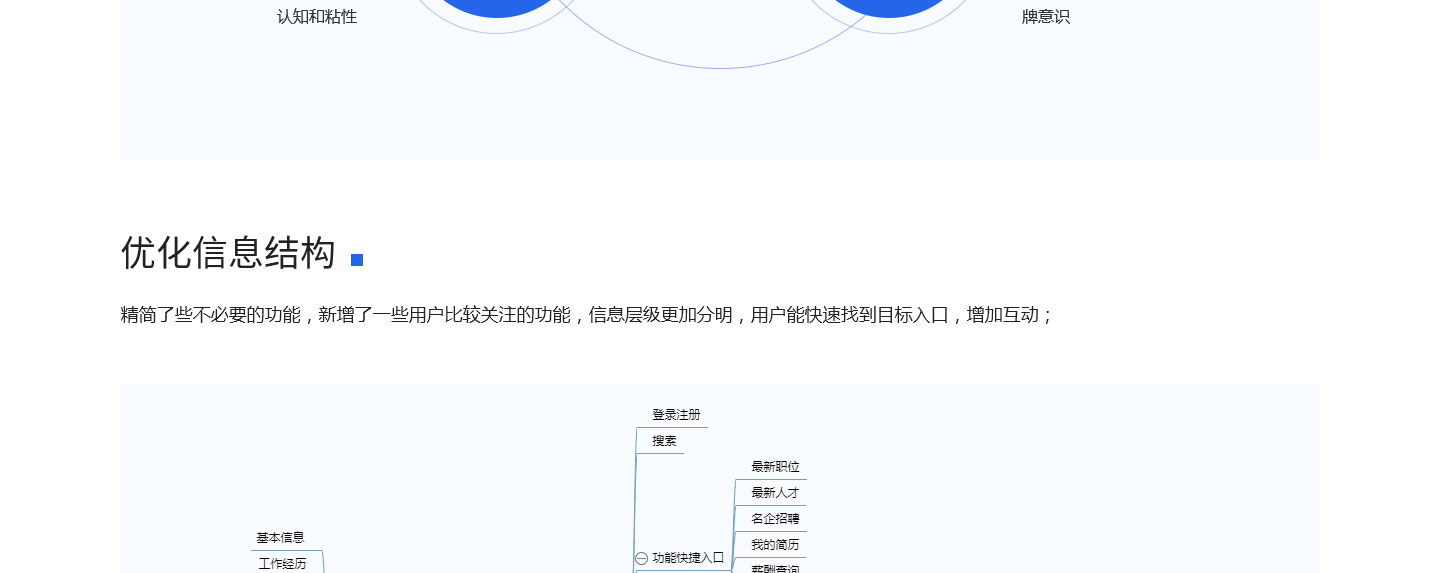 认知和粘性
牌意识
优化信息结构
精简了些不必要的功能，新增了一些用户比较关注的功能，信息层级更加分明，用户能快速找到目标入口，增加互动；
登录注册
搜索
最新职位
最新人才
名企招聘
基本信息
我的简历
功能快捷入口
工作经历
薪酬查询